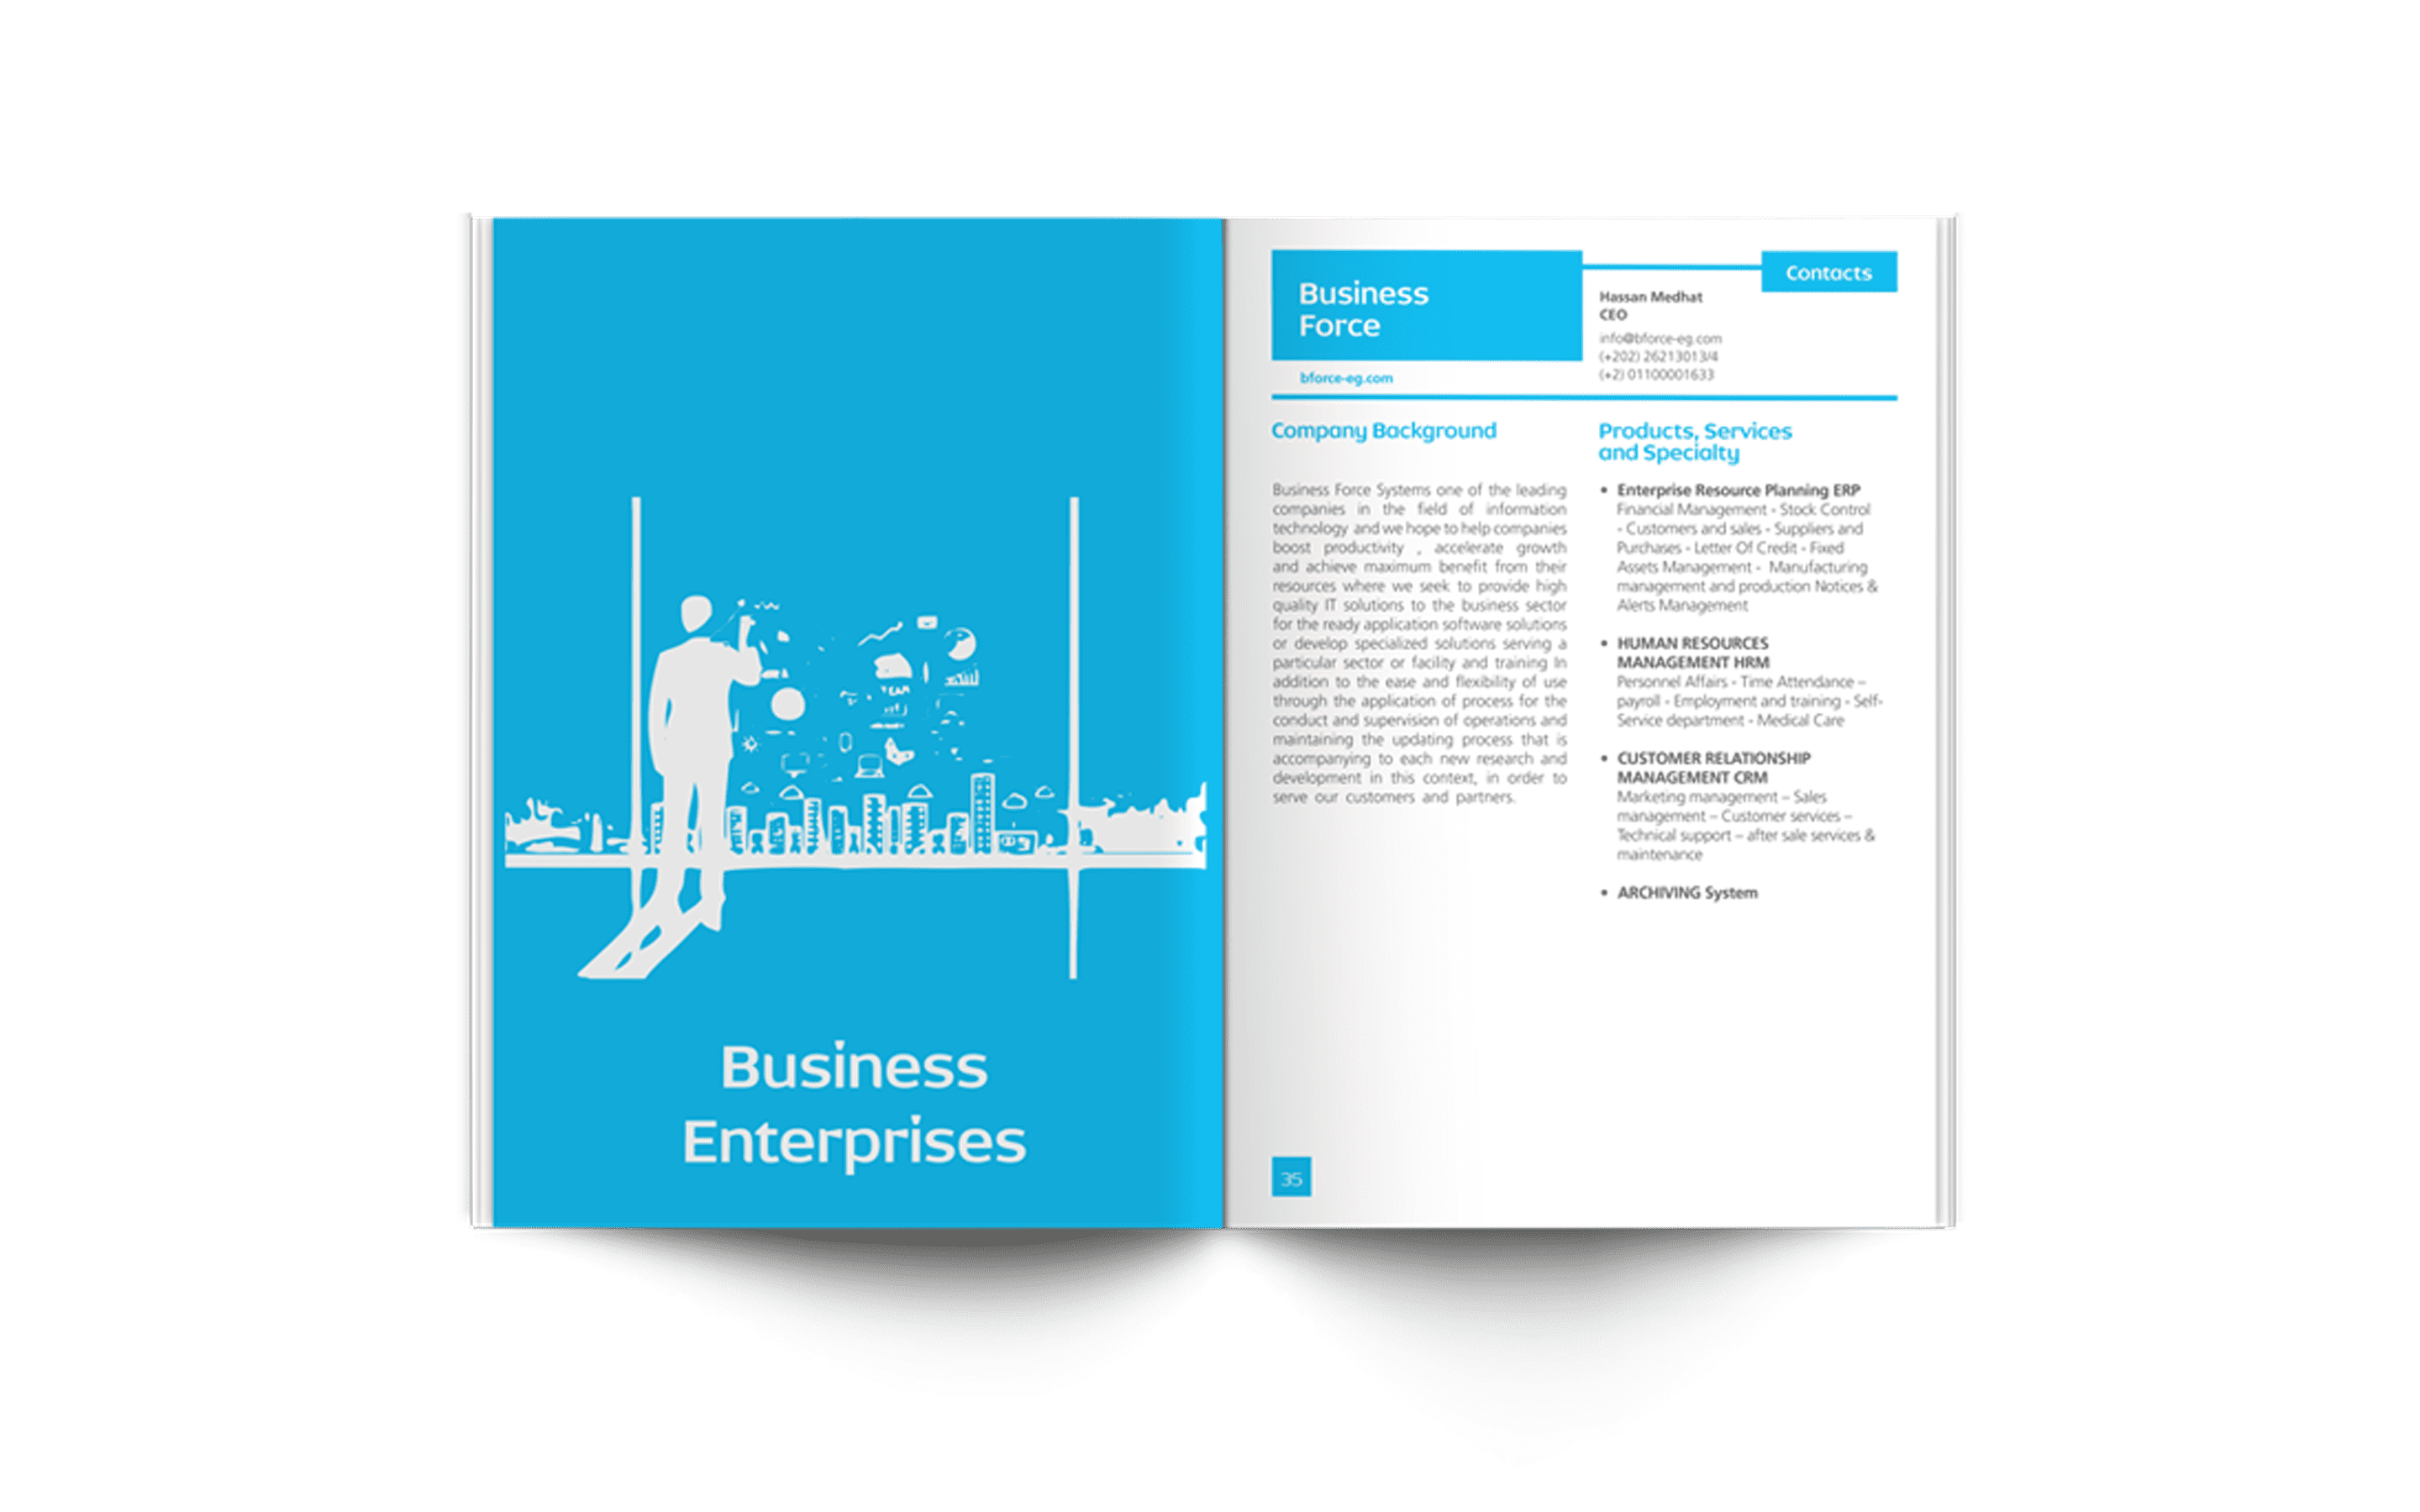 TEAM
Business
Enterprises
Business
Force
bforce-eg.com
Contacts
Hassan Medhat
CEO
info@bforce-eg.com
(+202) 26213013/4
(+2) 01100001633
Company Background
Business Force Systems one of the leading
companies in the field of information
technology and we hope to help companies
boost productivity , accelerate growth
and achieve maximum benefit from their
resources where we seek to provide high
quality IT solutions to the business sector
for the ready application software solutions
or develop specialized solutions serving a
particular sector or facility and training In
addition to the ease and flexibility of use
through the application of process for the
conduct and supervision of operations and
maintaining the updating process that is
accompanying to each new research and
development in this context, in order to
serve our customers and partners.
Products, Services
and Specialty
• Enterprise Resource Planning ERP
Financial Management - Stock Control
- Customers and sales - Suppliers and
Purchases - Letter Of Credit - Fixed
Assets Management - Manufacturing
management and production Notices &
Alerts Management
• HUMAN RESOURCES
MANAGEMENT HRM
Personnel Affairs - Time Attendance –
payroll - Employment and training - Self-
Service department - Medical Care
• CUSTOMER RELATIONSHIP
MANAGEMENT CRM
Marketing management – Sales
management – Customer services –
Technical support – after sale services &
maintenance
• ARCHIVING System
35